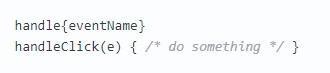 handle{eventName}
handleClick(e) { /* do something */ }